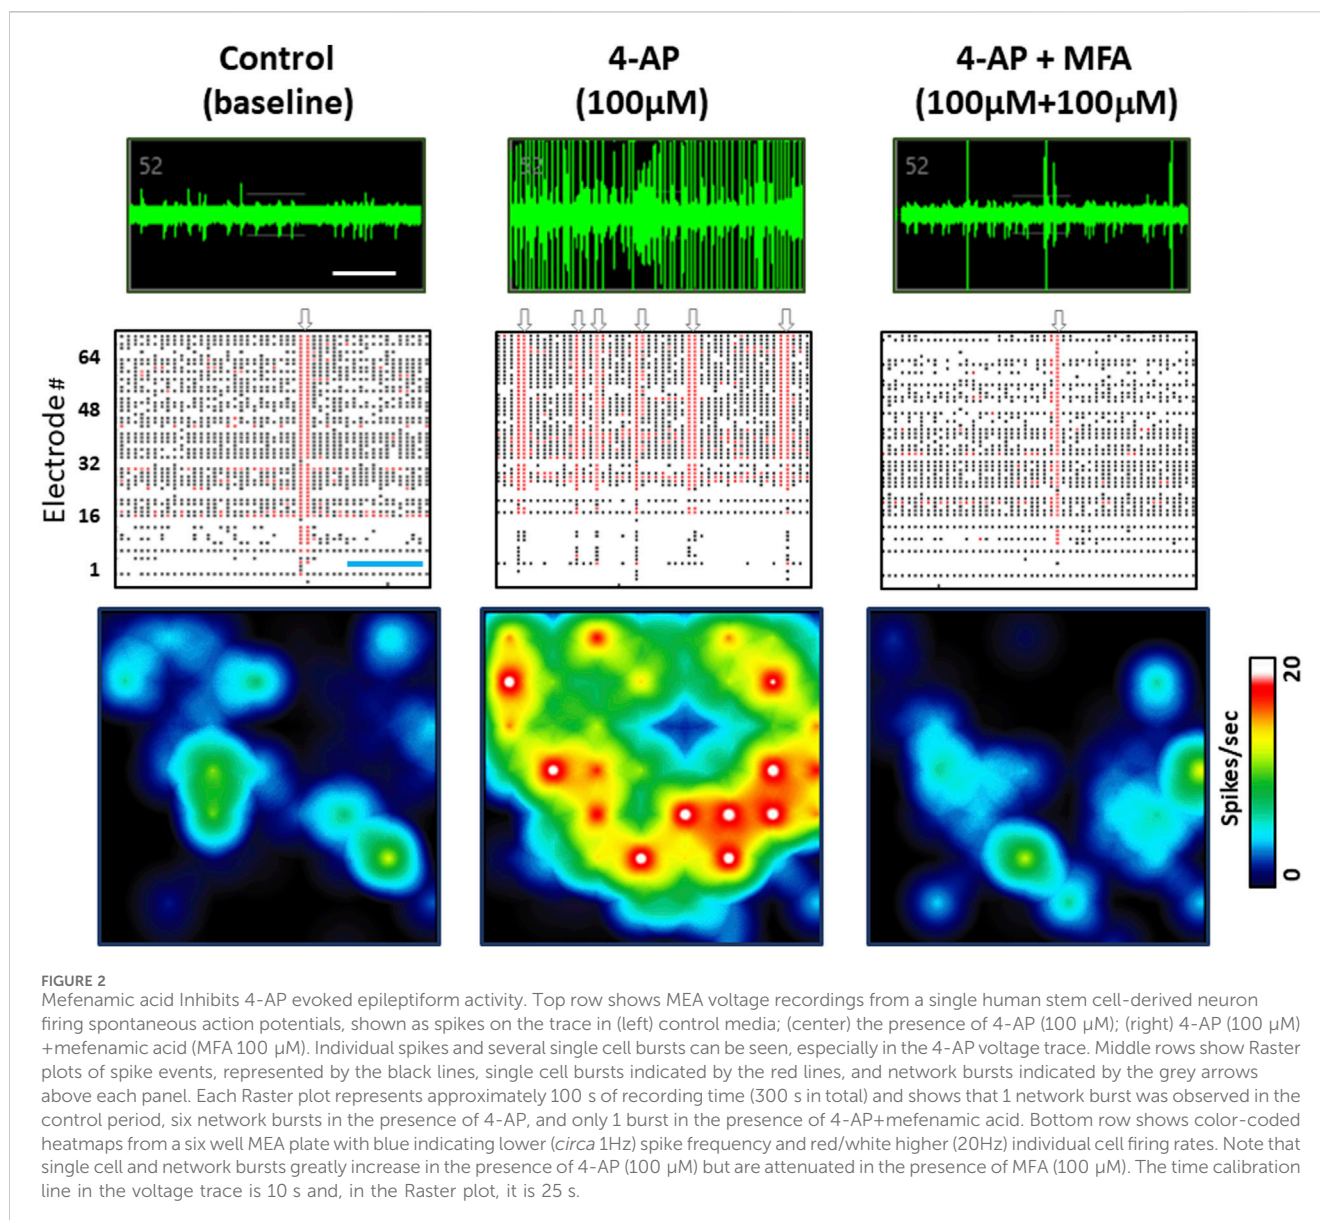 Control
(baseline)
4-AP
(100µM)
4-AP + MFA
(100µM+100µM)
52
52
52
Electrode #
64
48
32
16
1
20
Spikes/sec
0
FIGURE 2
Mefenamic acid Inhibits 4-AP evoked epileptiform activity. Top row shows MEA voltage recordings from a single human stem cell-derived neuron
firing spontaneous action potentials, shown as spikes on the trace in (left) control media; (center) the presence of 4-AP (100 µM); (right) 4-AP (100 µM)
+mefenamic acid (MFA 100 µM). Individual spikes and several single cell bursts can be seen, especially in the 4-AP voltage trace. Middle rows show Raster
plots of spike events, represented by the black lines, single cell bursts indicated by the red lines, and network bursts indicated by the grey arrows
above each panel. Each Raster plot represents approximately 100 s of recording time (300 s in total) and shows that 1 network burst was observed in the
control period, six network bursts in the presence of 4-AP, and only 1 burst in the presence of 4-AP+mefenamic acid. Bottom row shows color-coded
heatmaps from a six well MEA plate with blue indicating lower (circa 1Hz) spike frequency and red/white higher (20Hz) individual cell firing rates. Note that
single cell and network bursts greatly increase in the presence of 4-AP (100 µM) but are attenuated in the presence of MFA (100 µM). The time calibration
line in the voltage trace is 10 s and, in the Raster plot, it is 25 s.